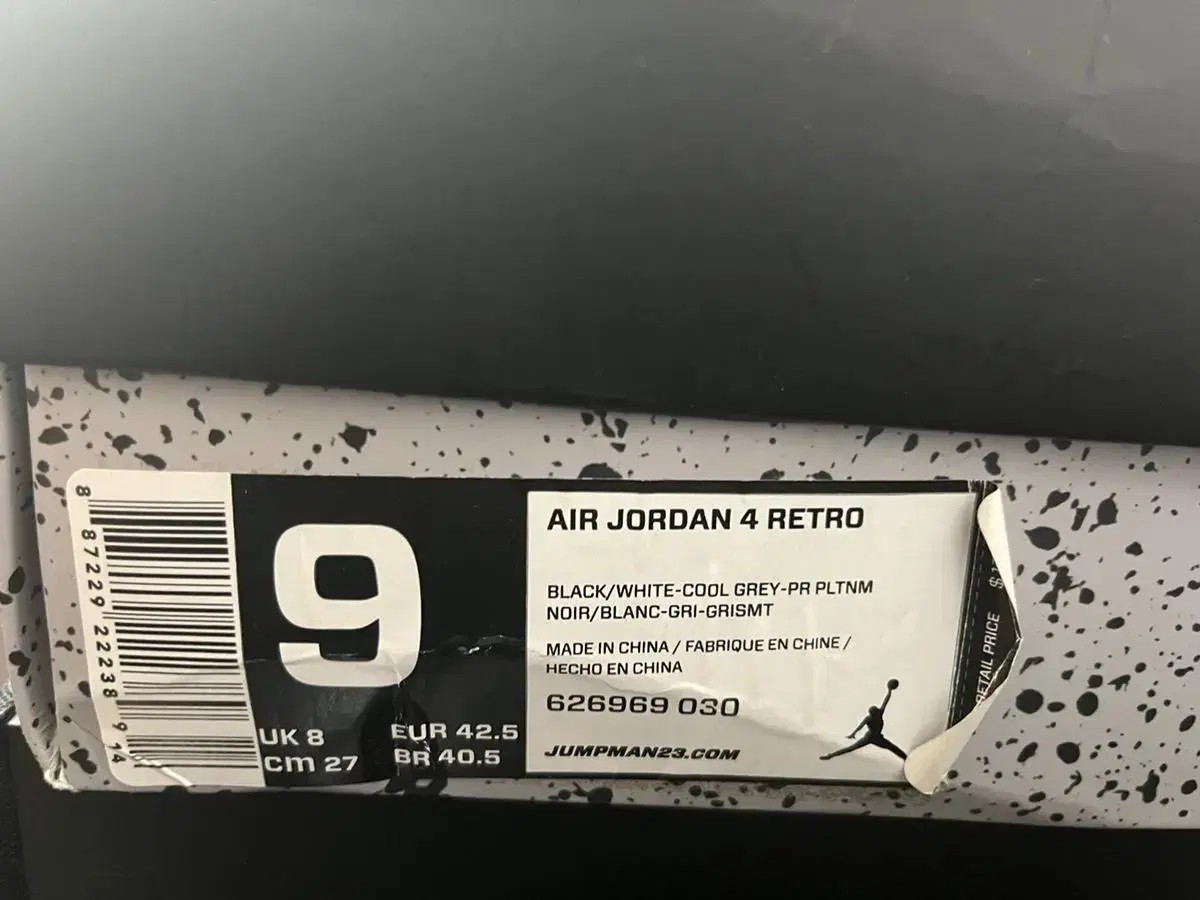 8 87229 22238 9 14
9
UK 8
EUR 42.5
cm 27
BR 40.5
AIR JORDAN 4 RETRO
BLACK/WHITE-COOL GREY-PR PLTNM
NOIR/BLANC-GRI-GRISMT
MADE IN CHINA / FABRIQUE EN CHINE /
HECHO EN CHINA
626969 030
JUMPMAN23.COM
PRICE